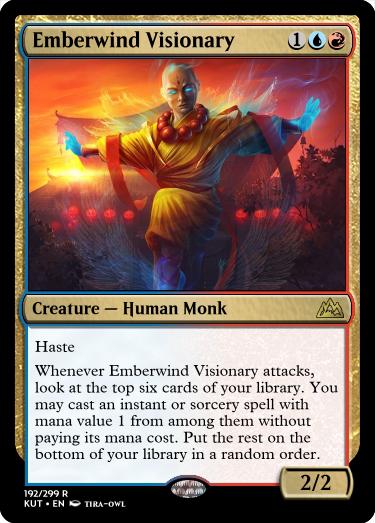 Emberwind Visionary 1
Creature — Human Monk
Haste
Whenever Emberwind Visionary attacks,
look at the top six cards of your library. You
may cast an instant or sorcery spell with
mana value 1 from among them without
paying its mana cost. Put the rest on the
bottom of your library in a random order.
2/2
192/299 R
KUT • EN TIRA-OWL